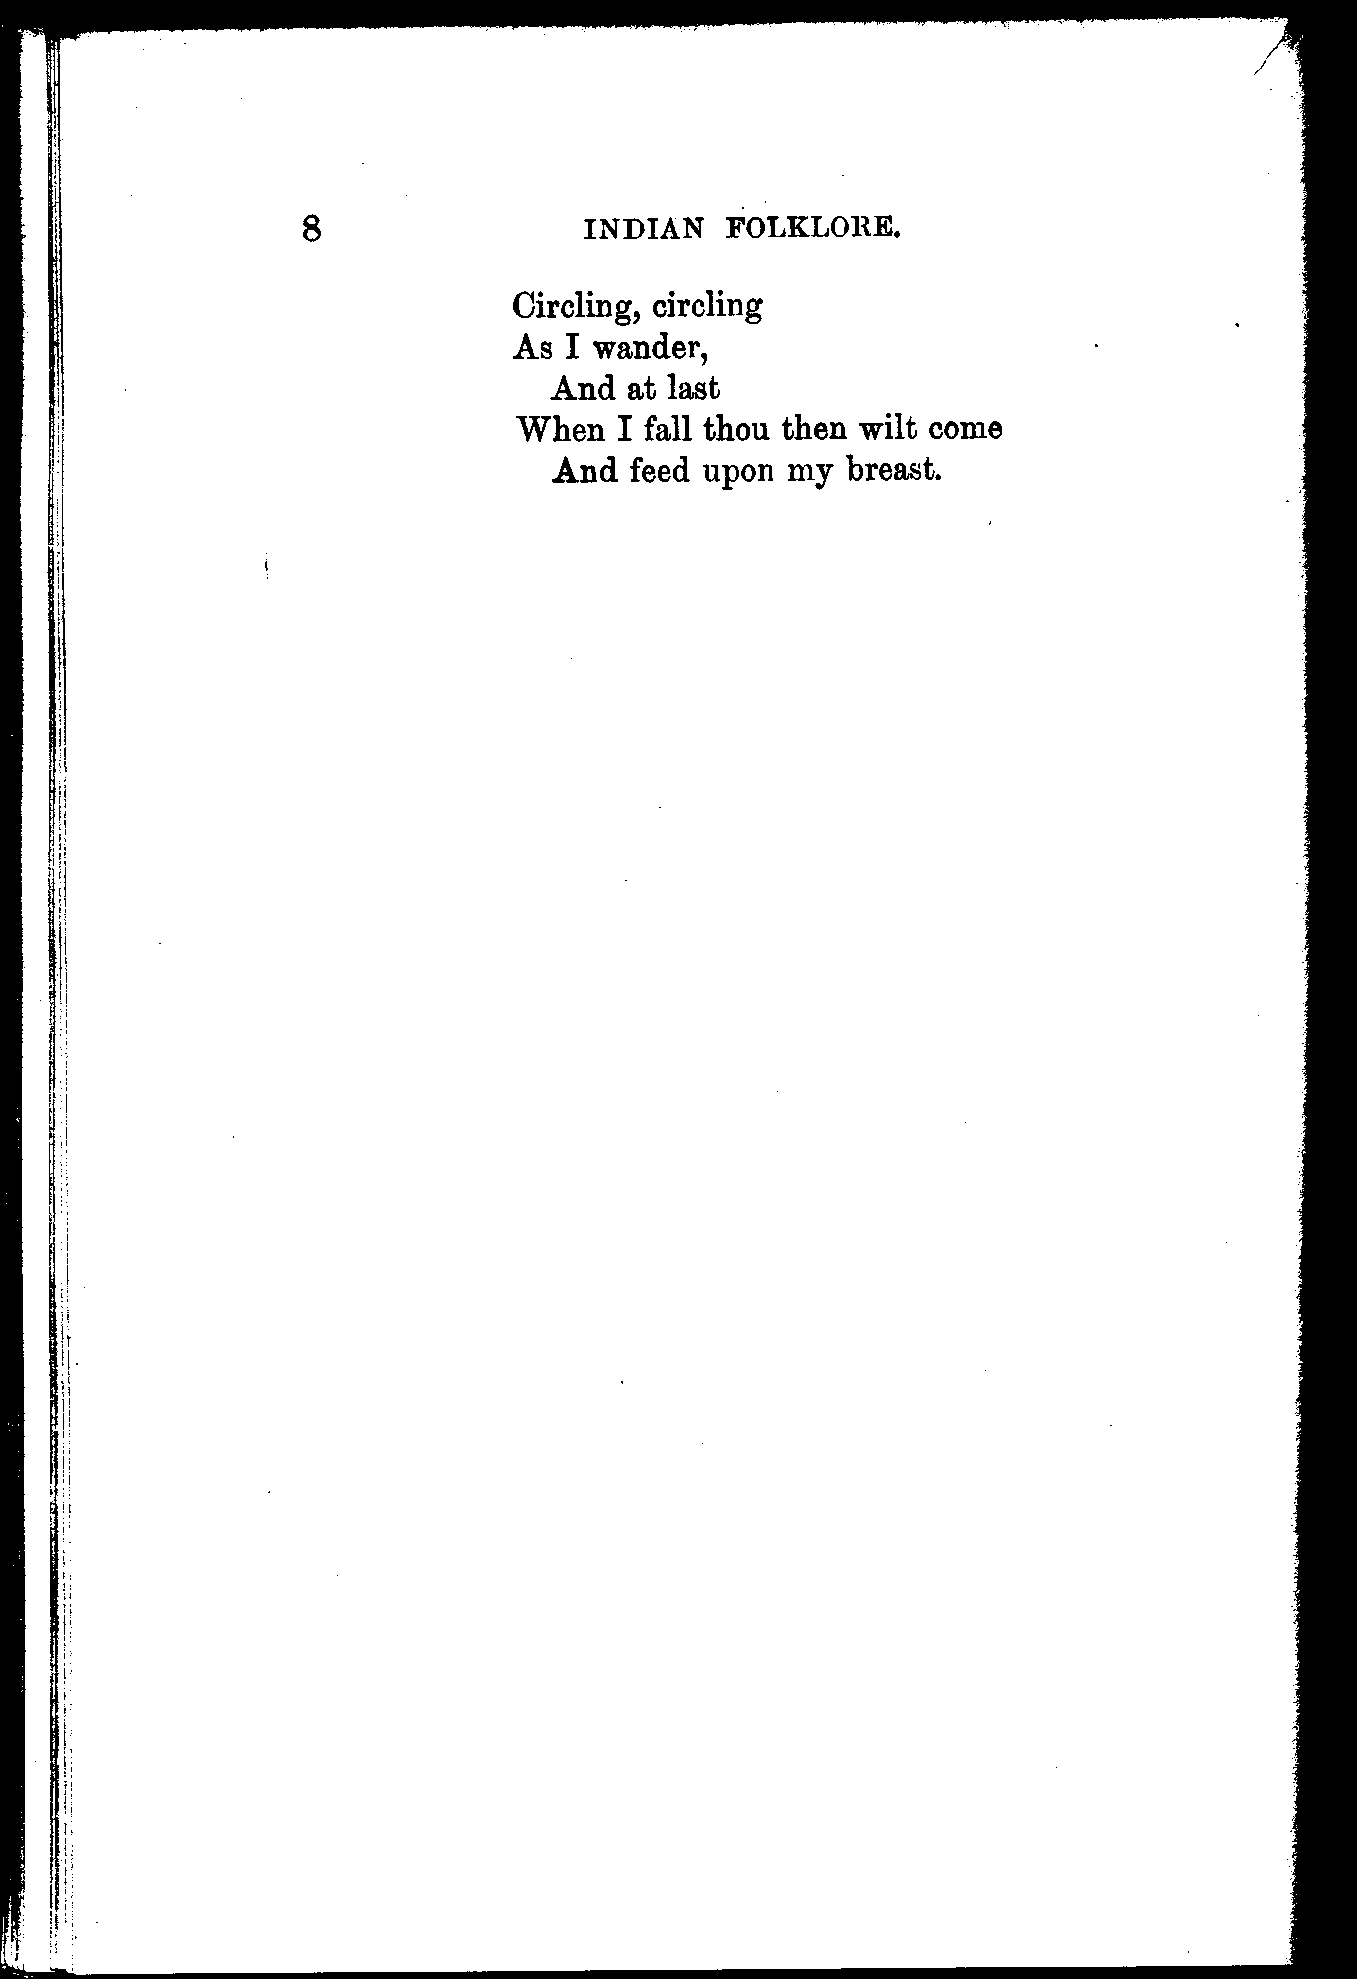 8 INDIAN FOLKLORE.
Circling, circling
As I wander,
And at last
When I fall thou then wilt come
And feed upon my breast.